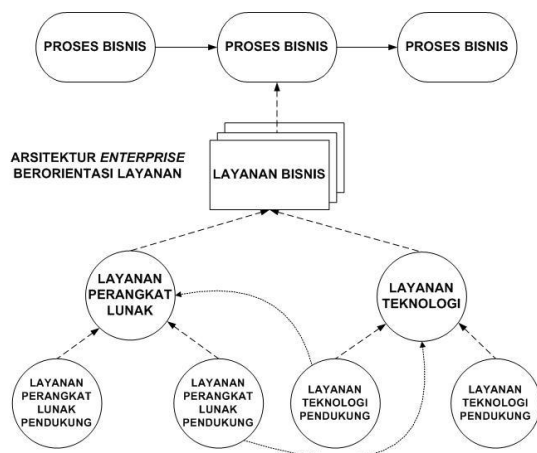 PROSES BISNIS
PROSES BISNIS
PROSES BISNIS
ARSITEKTUR ENTERPRISE
BERORIENTASI LAYANAN
LAYANAN BISNIS
LAYANAN
PERANGKAT
LUNAK
LAYANAN
TEKNOLOGI
LAYANAN
PERANGKAT
LUNAK
PENDUKUNG
LAYANAN
PERANGKAT
LUNAK
PENDUKUNG
LAYANAN
TEKNOLOGI
PENDUKUNG
LAYANAN
TEKNOLOGI
PENDUKUNG